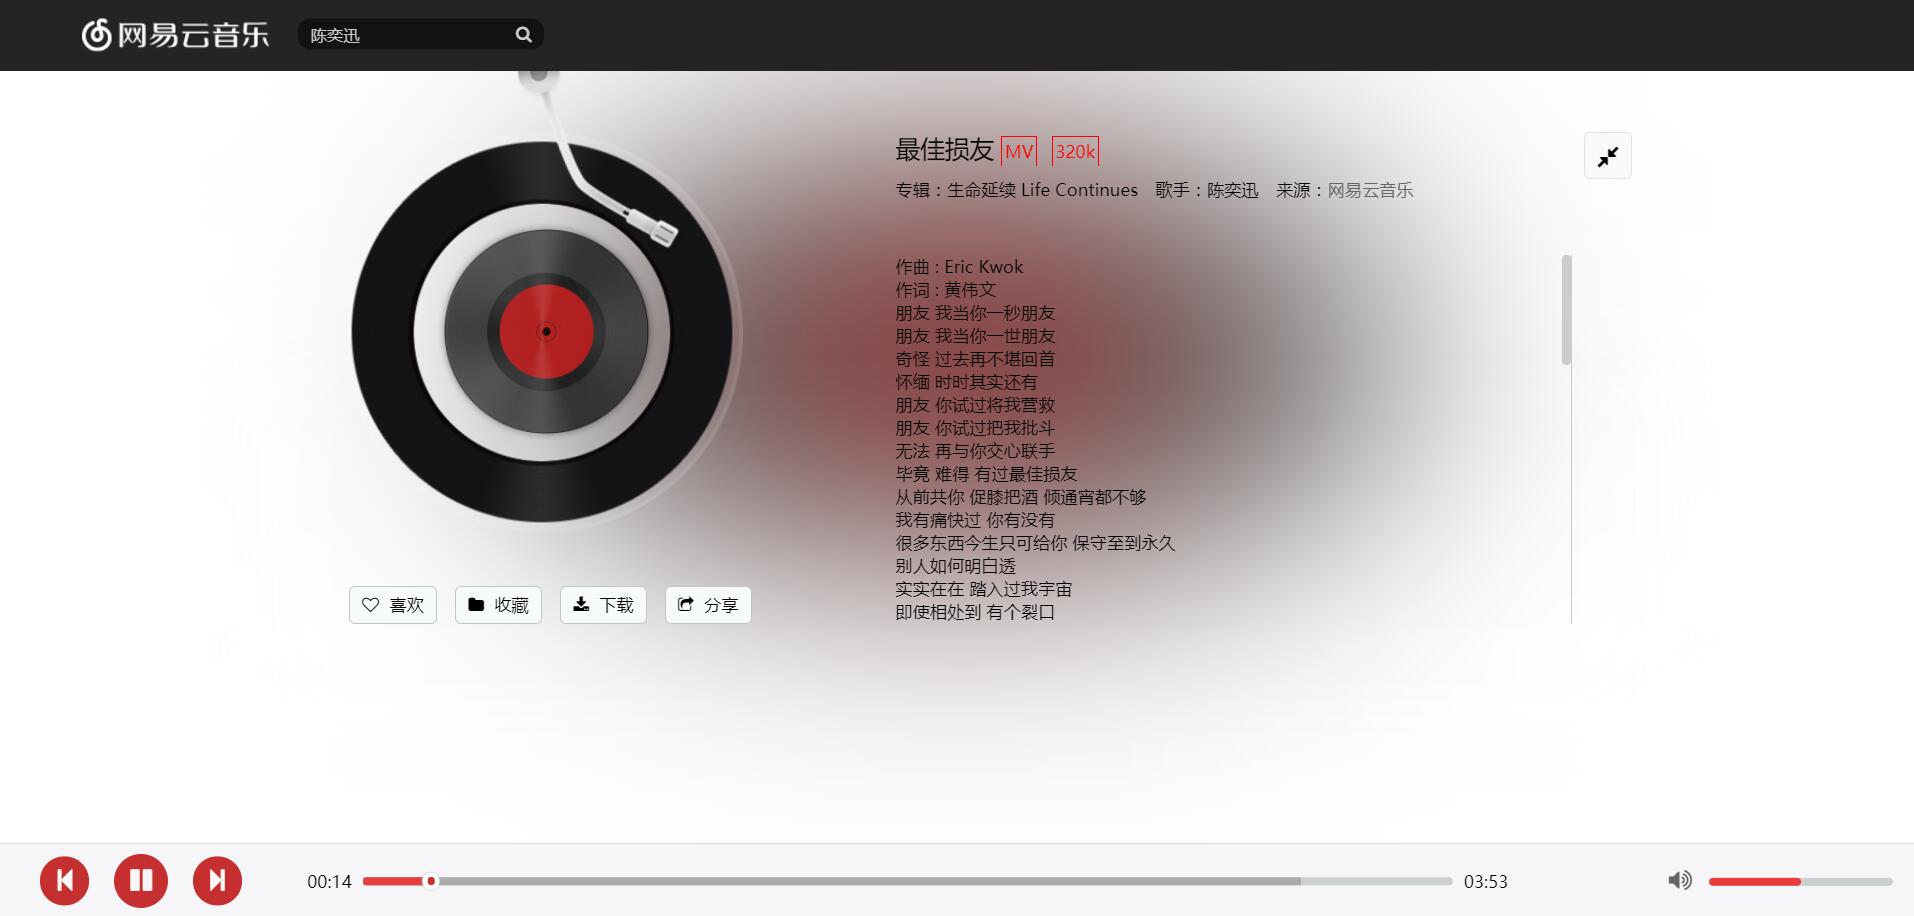 网易云音乐
陈奕迅
最佳损友 MV 320k
专辑：生命延续 Life Continues 歌手：陈奕迅 来源：网易云音乐
作曲 : Eric Kwok
作词 : 黄伟文
朋友 我当你一秒朋友
朋友 我当你一世朋友
奇怪 过去再不堪回首
怀缅 时时其实还有
朋友 你试过将我营救
朋友 你试过把我批斗
无法 再与你交心联手
毕竟 难得 有过最佳损友
从前共你 促膝把酒 倾通宵都不够
我有痛快过 你有没有
很多东西今生只可给你 保守至到永久
别人如何明白透
实实在在 踏入过我宇宙
即使相处到 有个裂口
喜欢 收藏 下载 分享
00:14 03:53